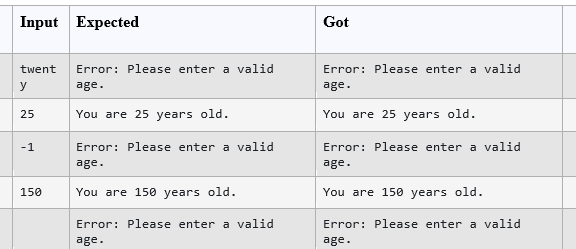 Input Expected Got
twent Error: Please enter a valid Error: Please enter a valid
y age. age.
25 You are 25 years old. You are 25 years old.
-1 Error: Please enter a valid Error: Please enter a valid
age. age.
150 You are 150 years old. You are 150 years old.
Error: Please enter a valid Error: Please enter a valid
age. age.